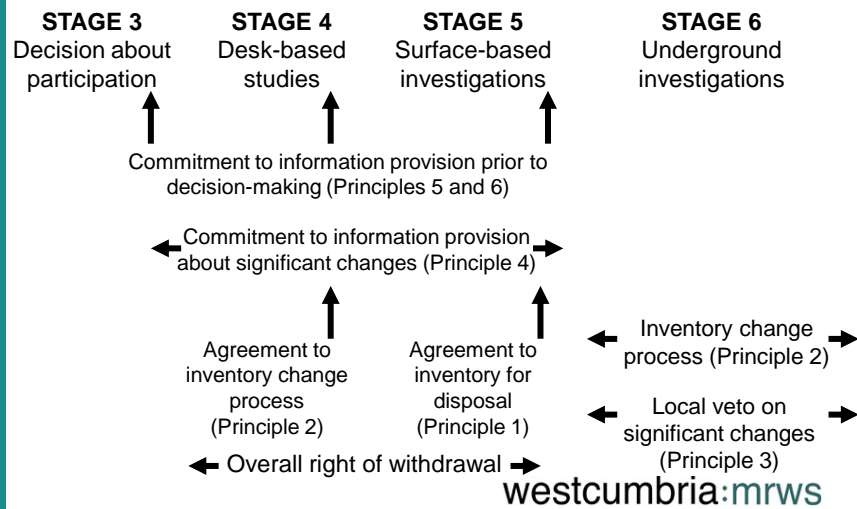 STAGE 3
Decision about
participation
STAGE 4
Desk-based
studies
STAGE 5
Surface-based
investigations
STAGE 6
Underground
investigations
Commitment to information provision prior to
decision-making (Principles 5 and 6)
Commitment to information provision
about significant changes (Principle 4)
Agreement to
inventory change
process
(Principle 2)
Agreement to
inventory for
disposal
(Principle 1)
Inventory change
process (Principle 2)
Local veto on
significant changes
(Principle 3)
Overall right of withdrawal
westcumbria:mrws